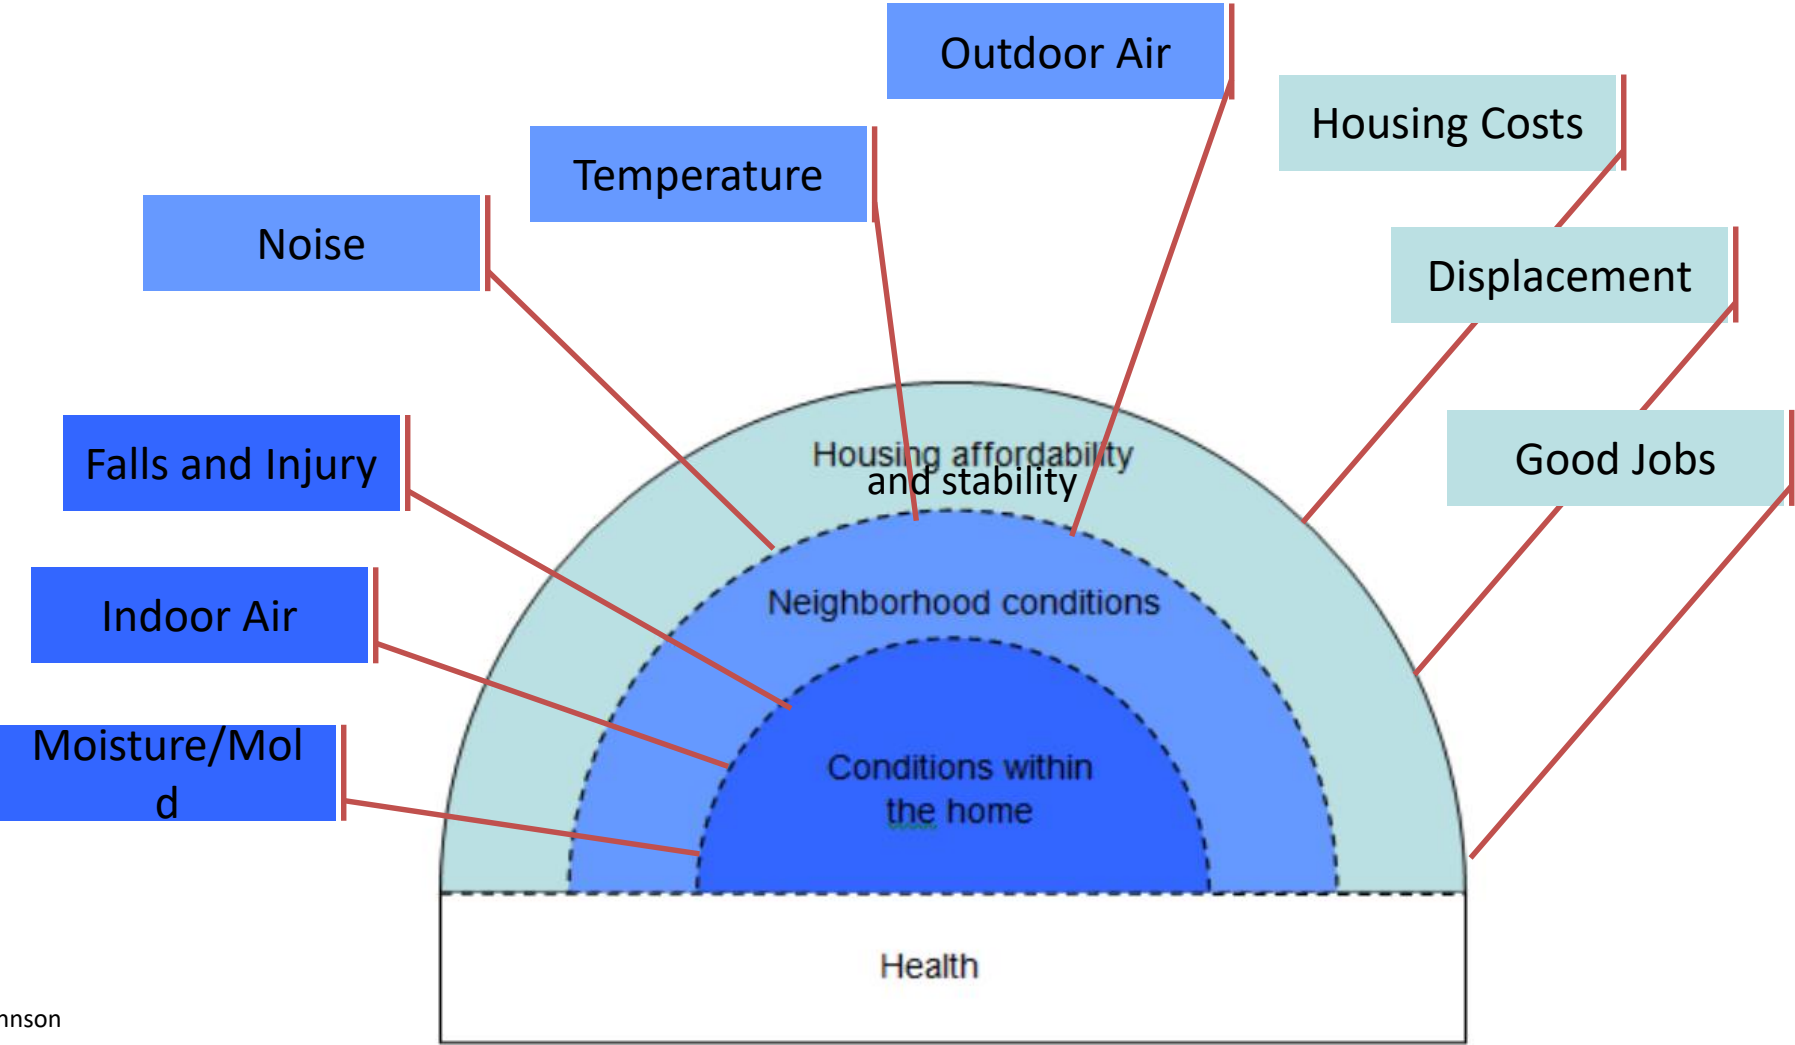 Outdoor Air
Housing Costs
Temperature
Noise
Displacement
Falls and Injury
Housing affordability
and stability
Good Jobs
Indoor Air
Neighborhood conditions
Moisture/Mol
d
Conditions within
the home
Health
hnson